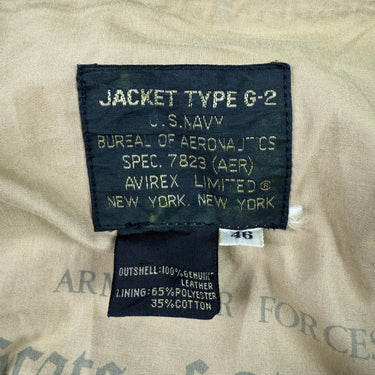 JACKET TYPE G-2
U.S. NAVY
BUREAU OF AERONAUTICS
SPEC. 7823 (AER)
AVIREX LIMITED®
NEW YORK, NEW YORK.
46
OUTSHELL: 100% GENUINE
LEATHER
LINING: 65% POLYESTER
35% COTTON
FORCES